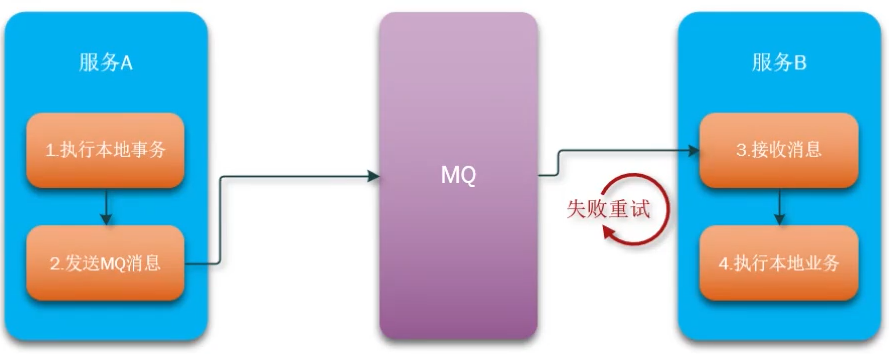 服务A
1.执行本地事务
2.发送MQ消息
MQ
失败重试
服务B
3.接收消息
4.执行本地业务